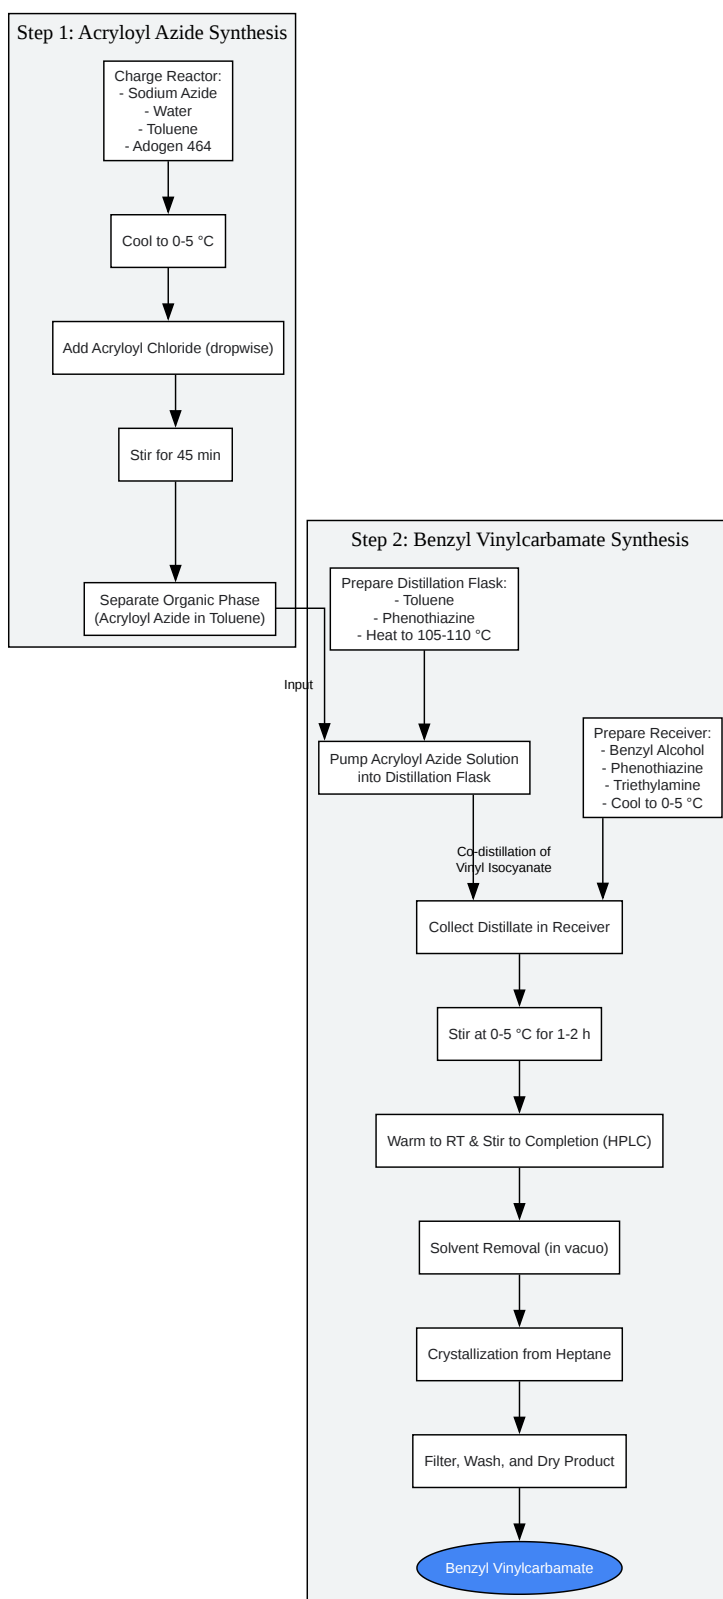 Step 1: Acryloyl Azide Synthesis
Charge Reactor:
- Sodium Azide
- Water
- Toluene
- Adogen 464
Cool to 0-5 °C
Add Acryloyl Chloride (dropwise)
Stir for 45 min
Separate Organic Phase
(Acryloyl Azide in Toluene)
Step 2: Benzyl Vinylcarbamate Synthesis
Prepare Distillation Flask:
- Toluene
- Phenothiazine
- Heat to 105-110 °C
Input
Pump Acryloyl Azide Solution
into Distillation Flask
Prepare Receiver:
- Benzyl Alcohol
- Phenothiazine
- Triethylamine
- Cool to 0-5 °C
Co-distillation of
Vinyl Isocyanate
Collect Distillate in Receiver
Stir at 0-5 °C for 1-2 h
Warm to RT & Stir to Completion (HPLC)
Solvent Removal (in vacuo)
Crystallization from Heptane
Filter, Wash, and Dry Product
Benzyl Vinylcarbamate